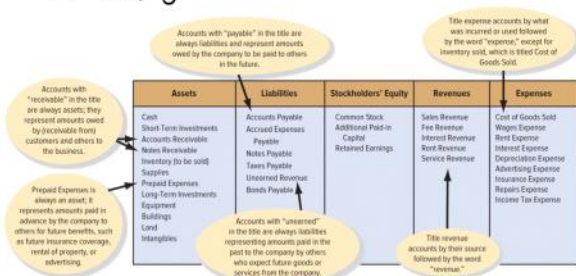 Account with "payable" in the title are
always liabilities and represent amounts
owed by the company to be paid to others
in the future.
Title expense accounts by what
was incurred or used followed
by the word "expense," except for
inventory sold, which is titled Cost of
Goods Sold.
Accounts with
"receivable" in the title
are always assets; they
represent amounts owed
by (receivable from)
customers and others to
the business.
Prepaid Expenses is
always an asset; it
represents amounts paid in
advance by the company to
others for future benefits, such
as future insurance coverage,
rental of property, or
advertising.
Assets
Cash
Short-Term Investments
Accounts Receivable
Notes Receivable
Inventory (to be sold)
Supplies
Prepaid Expenses
Long-Term Investments
Equipment
Buildings
Land
Intangibles
Liabilities
Accounts Payable
Accrued Expenses
Payable
Notes Payable
Taxes Payable
Unearned Revenue
Bonds Payable
Stockholders' Equity
Common Stock
Additional Paid-in
Capital
Retained Earnings
Revenues
Sales Revenue
Fee Revenue
Interest Revenue
Rent Revenue
Service Revenue
Expenses
Cost of Goods Sold
Wages Expense
Rent Expense
Interest Expense
Depreciation Expense
Advertising Expense
Insurance Expense
Repairs Expense
Income Tax Expense
Accounts with "unearned"
in the title are always liabilities
representing amounts paid in the
past to the company by others
who expect future goods or
services from the company.
Title revenue
accounts by their source
followed by the word
"revenue."